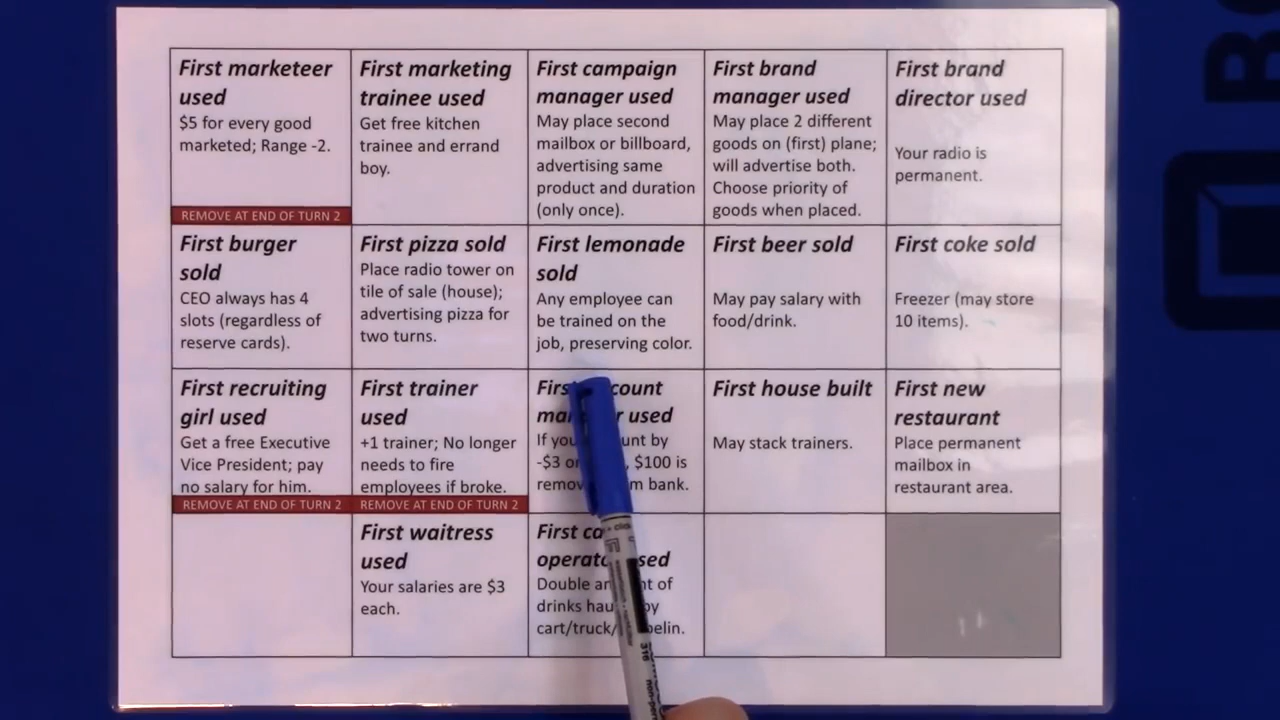 First marketeer
used
$5 for every good
marketed; Range -2.
REMOVE AT END OF TURN 2
First marketing
trainee used
Get free kitchen
trainee and errand
boy.
First campaign
manager used
May place second
mailbox or billboard,
advertising same
product and duration
(only once).
First brand
manager used
May place 2 different
goods on (first) plane;
will advertise both.
Choose priority of
goods when placed.
First brand
director used
Your radio is
permanent.
First burger
sold
CEO always has 4
slots (regardless of
reserve cards).
First pizza sold
Place radio tower on
tile of sale (house);
advertising pizza for
two turns.
First lemonade
sold
Any employee can
be trained on the
job, preserving color.
First beer sold
May pay salary with
food/drink.
First coke sold
Freezer (may store
10 items).
First recruiting
girl used
Get a free Executive
Vice President; pay
no salary for him.
REMOVE AT END OF TURN 2
First trainer
used
+1 trainer; No longer
needs to fire
employees if broke.
REMOVE AT END OF TURN 2
used
If by
-$3 $100 is
bank.
First house built
May stack trainers.
First new
restaurant
Place permanent
mailbox in
restaurant area.
First waitress
used
Your salaries are $3
each.
First
Double of
drinks by
cart/truck/
316